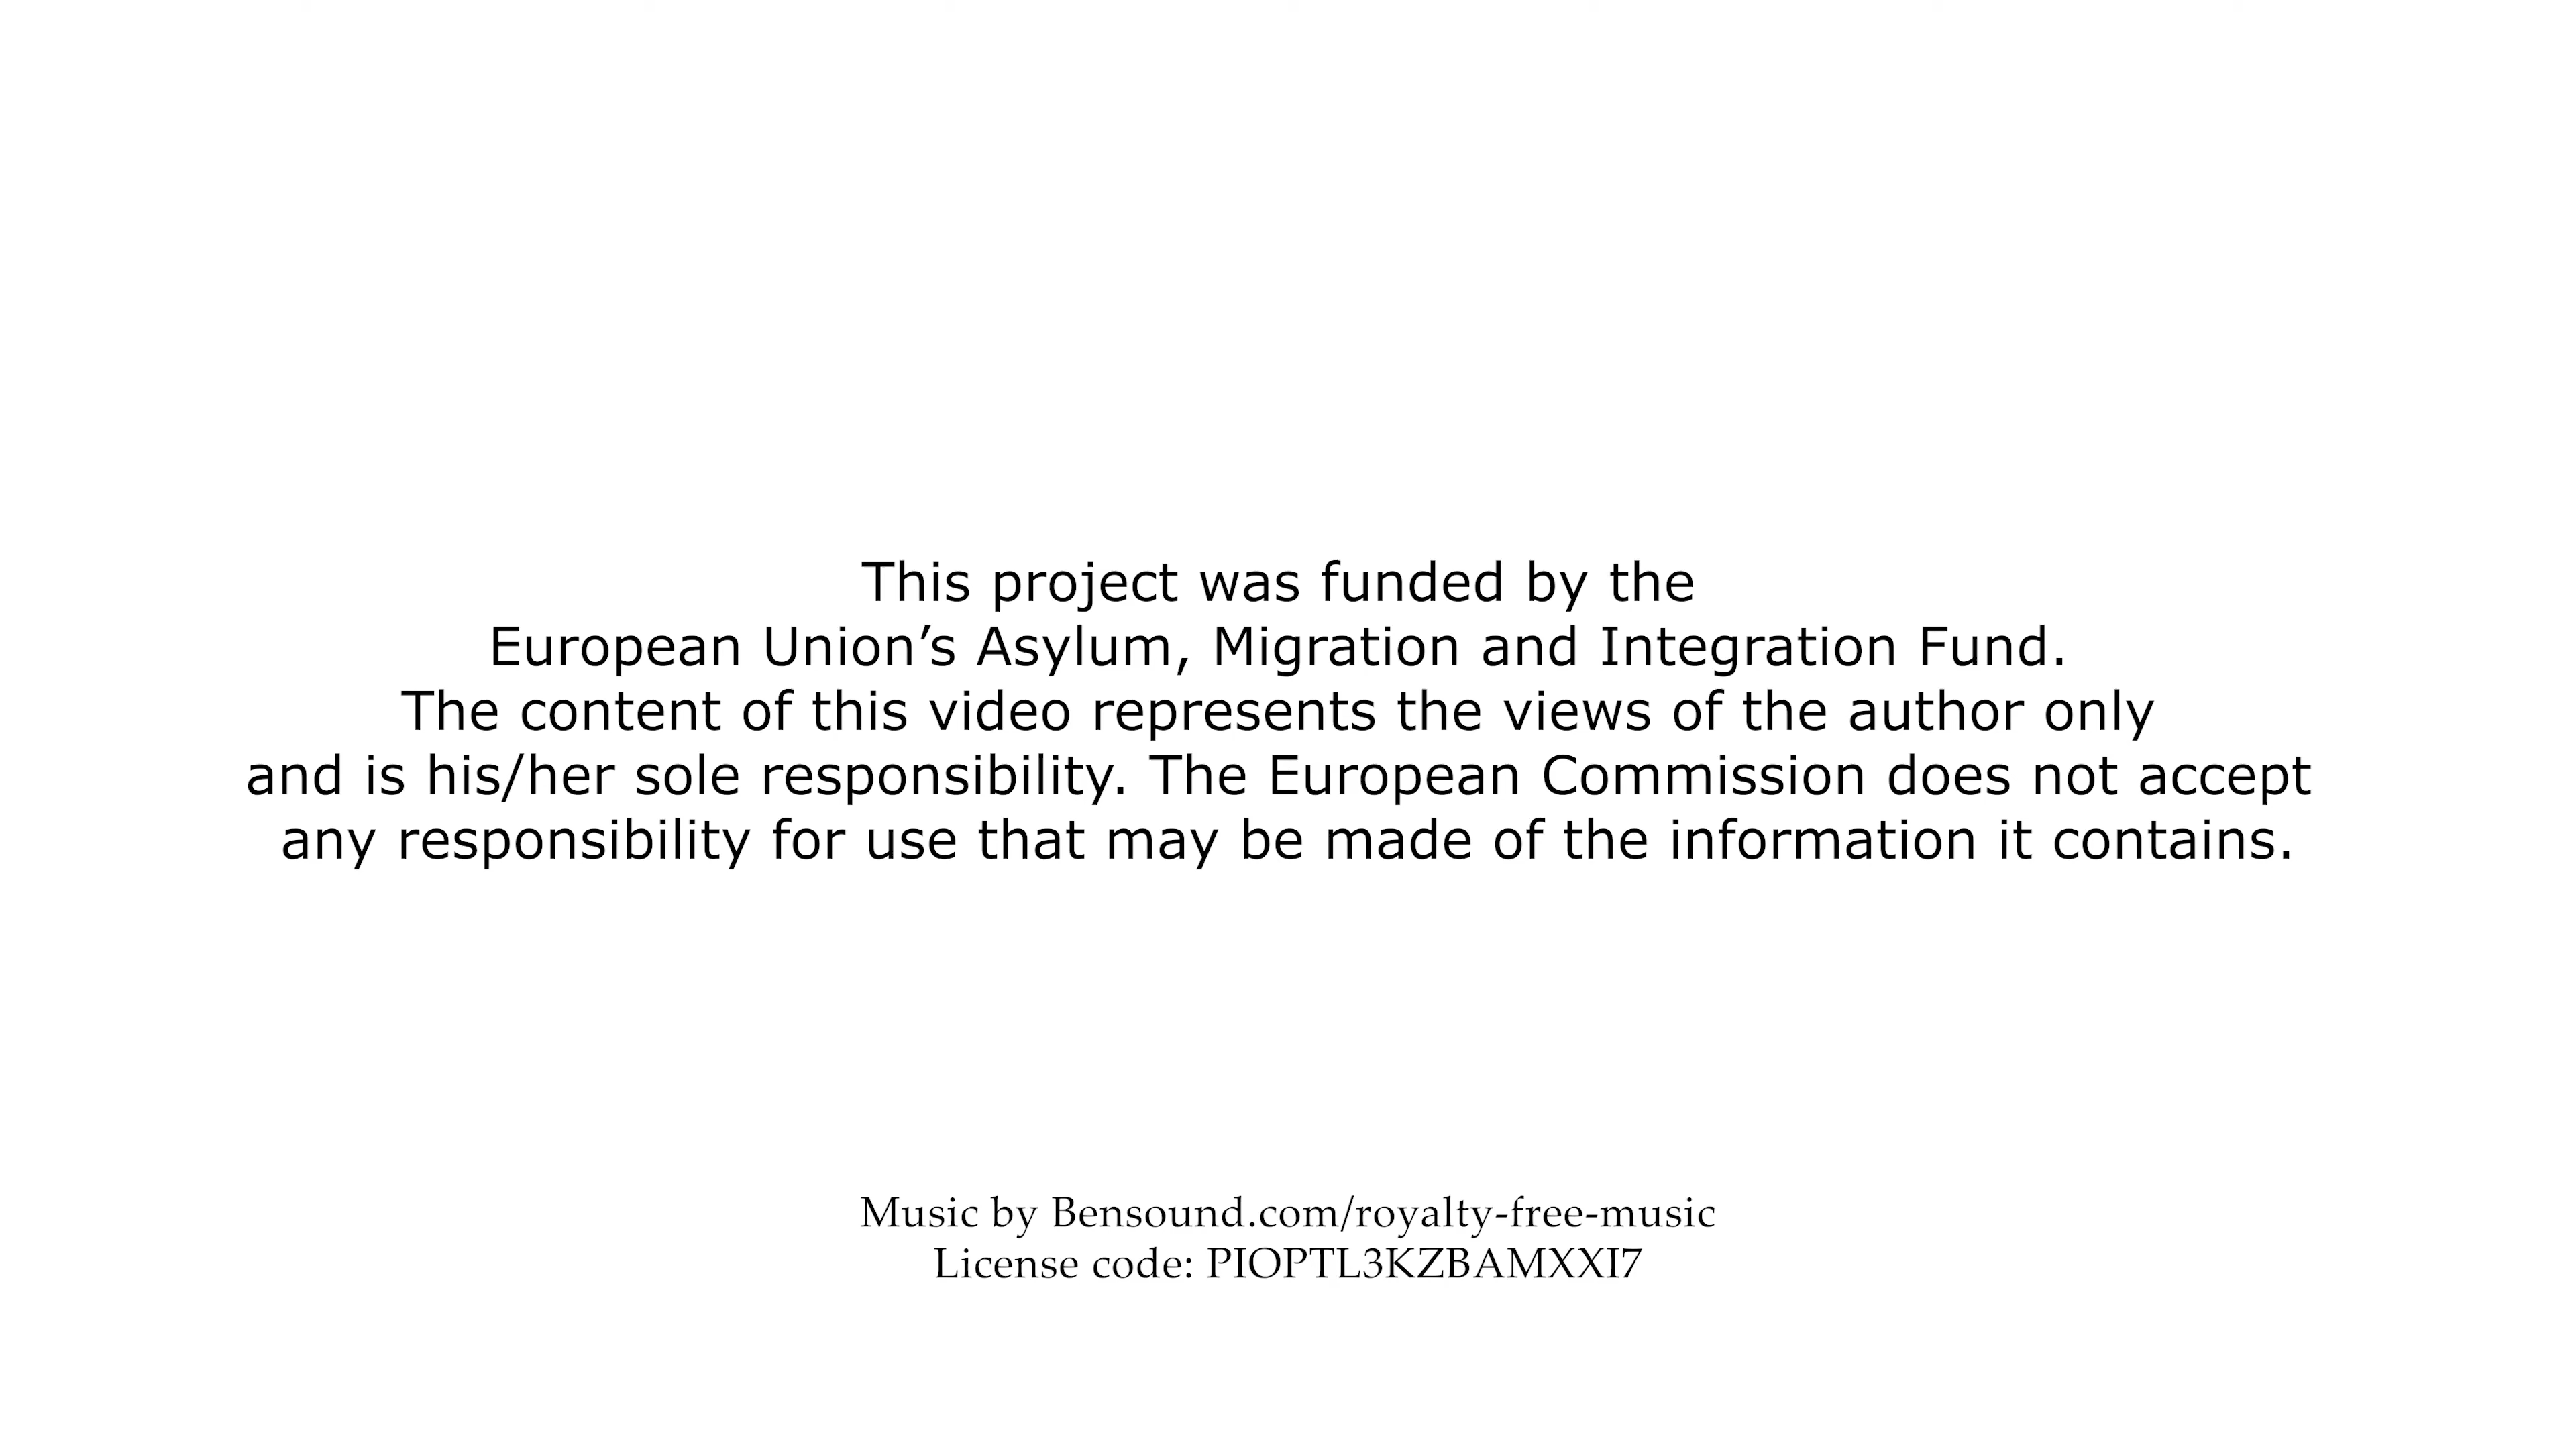 This project was funded by the
European Union’s Asylum, Migration and Integration Fund.
The content of this video represents the views of the author only
and is his/her sole responsibility. The European Commission does not accept
any responsibility for use that may be made of the information it contains.
Music by Bensound.com/royalty-free-music
License code: PIOPTL3KZBAMXXI7